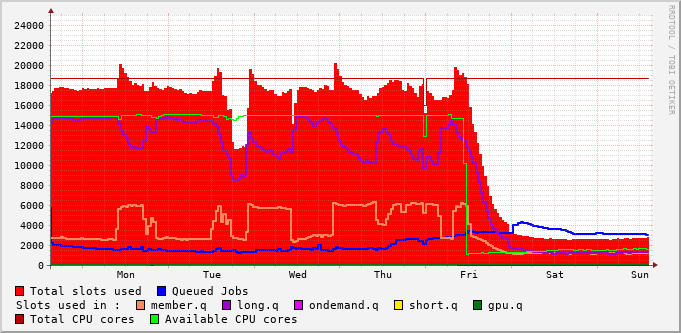 RRDTOOL / TOBI OETIKER
24000
22000
20000
18000
16000
14000
12000
10000
8000
6000
4000
2000
0
Mon Tue Wed Thu Fri Sat Sun
Total slots used Queued Jobs
Slots used in : member.q long.q ondemand.q short.q gpu.q
Total CPU cores Available CPU cores